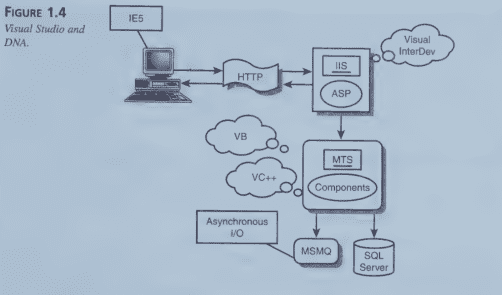 FIGURE 1.4
Visual Studio and
DNA.
IE5
HTTP
IIS
ASP
Visual
InterDev
VB
VC++
MTS
Components
Asynchronous
I/O
MSMQ
SQL
Server